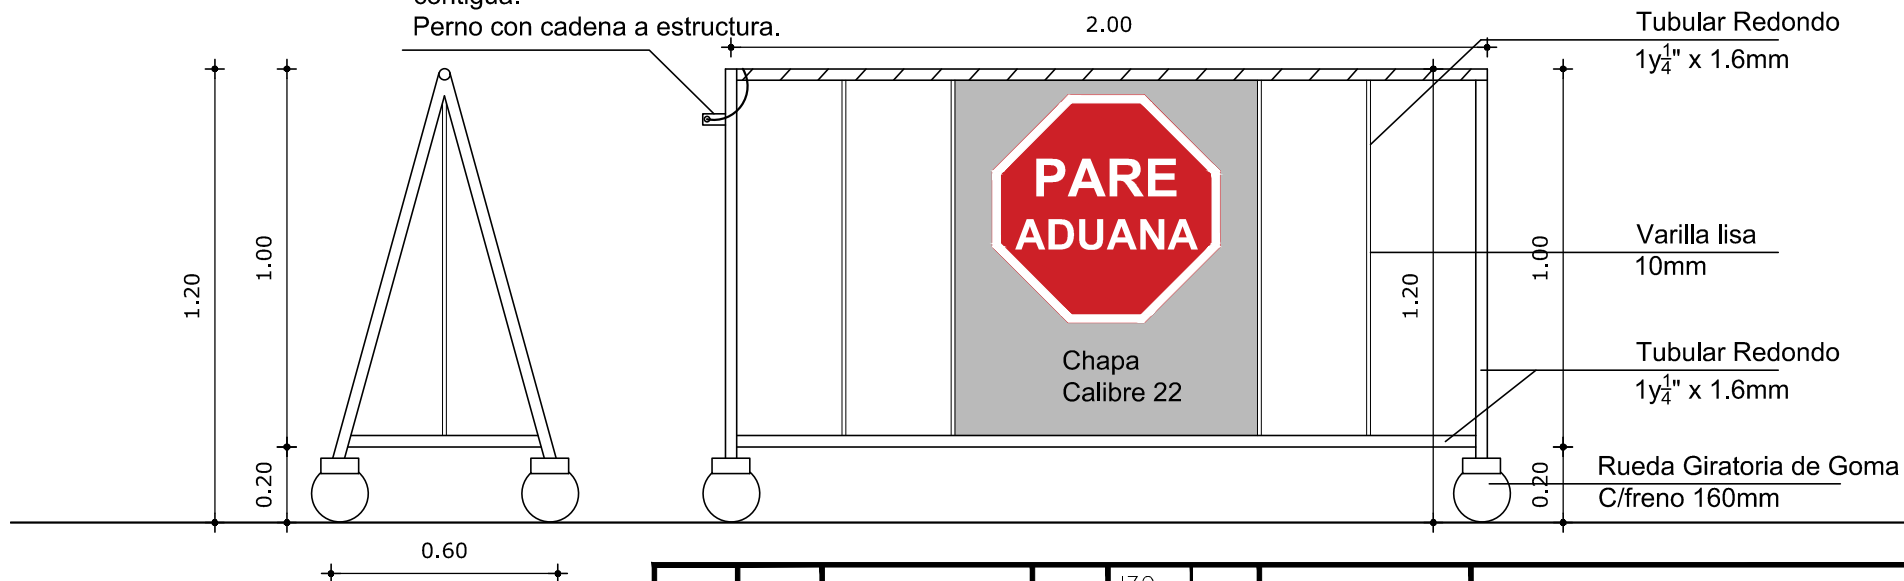 contigua.
Perno con cadena a estructura.
2.00
Tubular Redondo
1y1/4" x 1.6mm
1.20
1.00
0.20
0.60
PARE
ADUANA
Chapa
Calibre 22
1.20
1.00
0.20
Varilla lisa
10mm
Tubular Redondo
1y1/4" x 1.6mm
Rueda Giratoria de Goma
C/freno 160mm